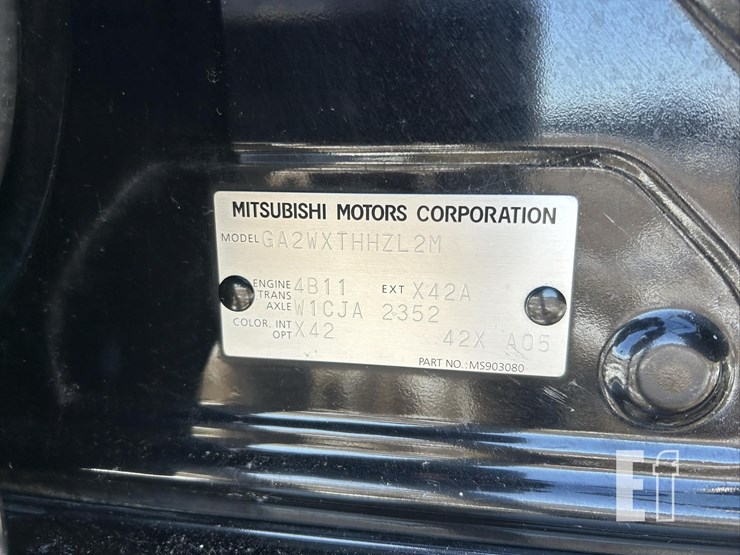 MITSUBISHI MOTORS CORPORATION
MODEL GA2WXTHHZL2M
ENGINE 4B11 EXT X42A
TRANS AXLE W1CJA 2352
COLOR. INT OPT X42 42X A05
PART NO.: MS903080
E1